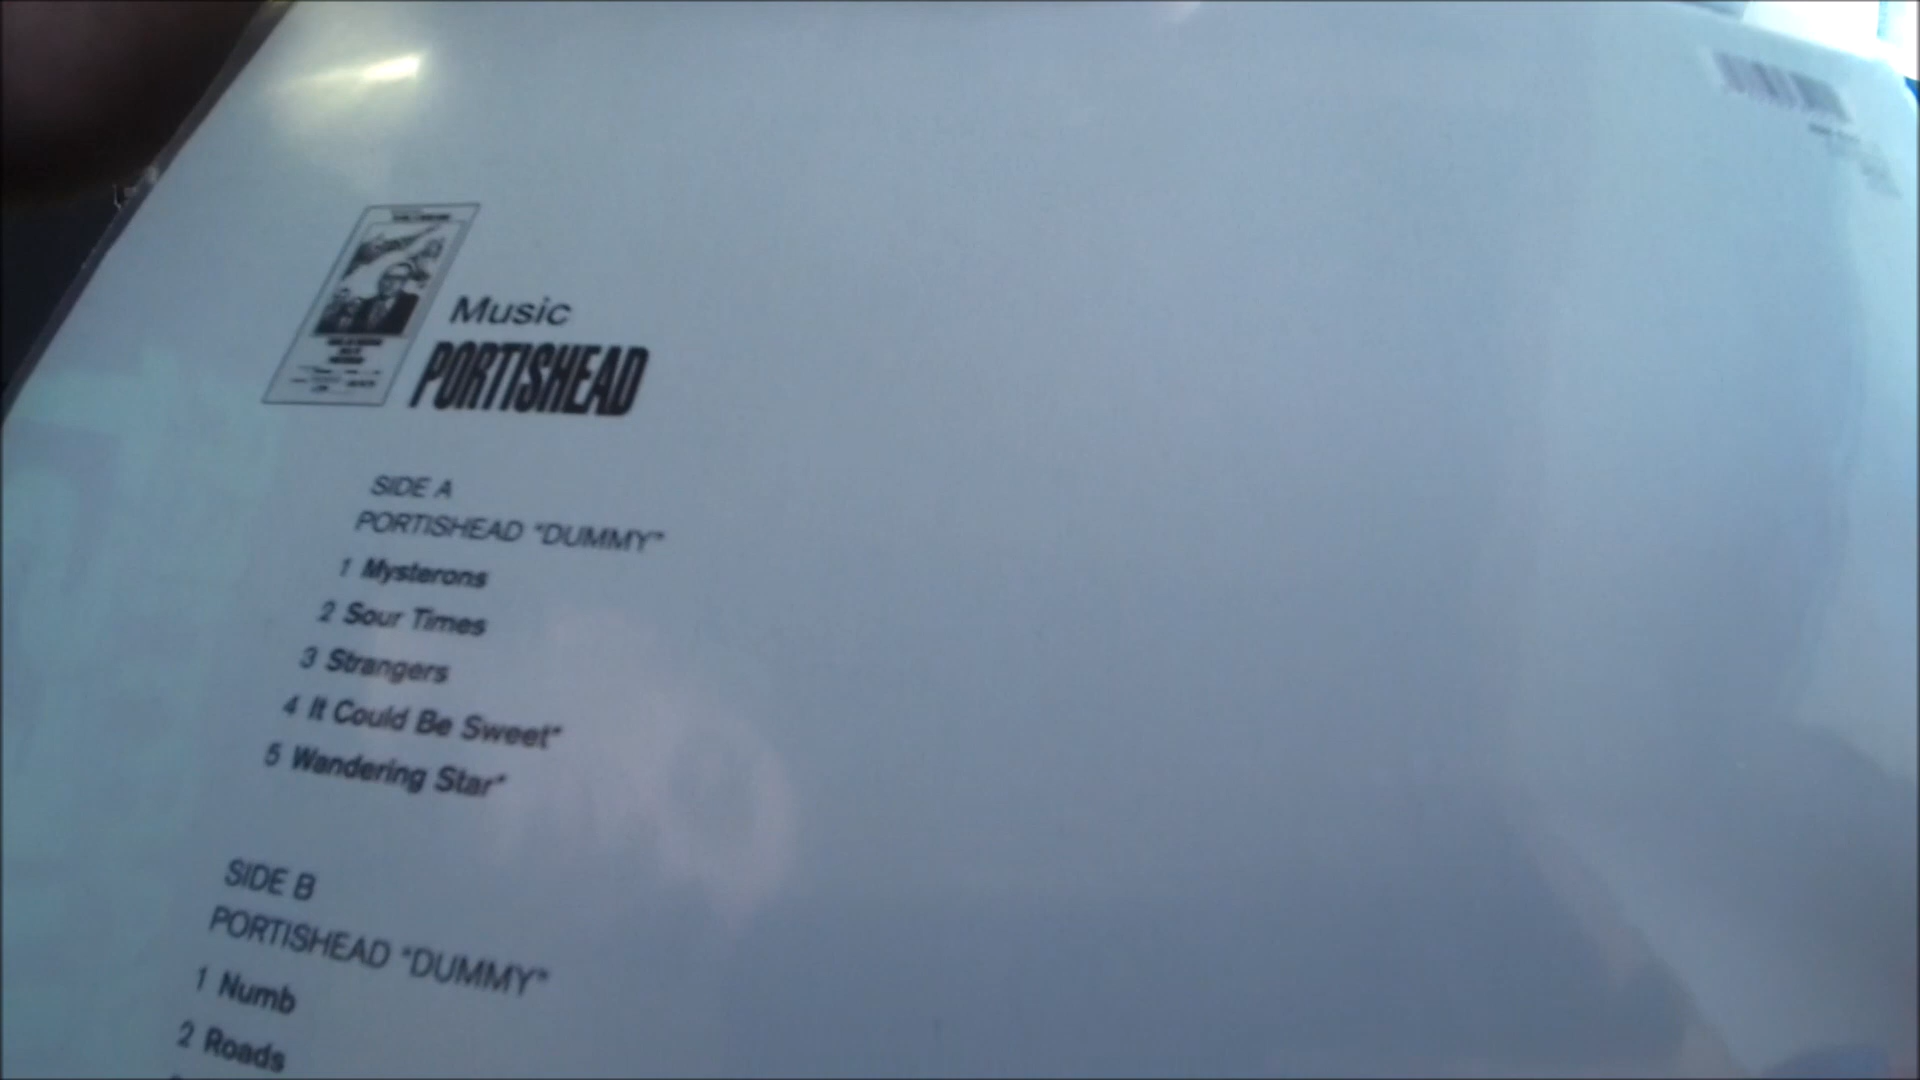 Music
PORTISHEAD
SIDE A
PORTISHEAD "DUMMY"
1 Mysterons
2 Sour Times
3 Strangers
4 It Could Be Sweet*
5 Wandering Star*
SIDE B
PORTISHEAD "DUMMY"
1 Numb
2 Roads